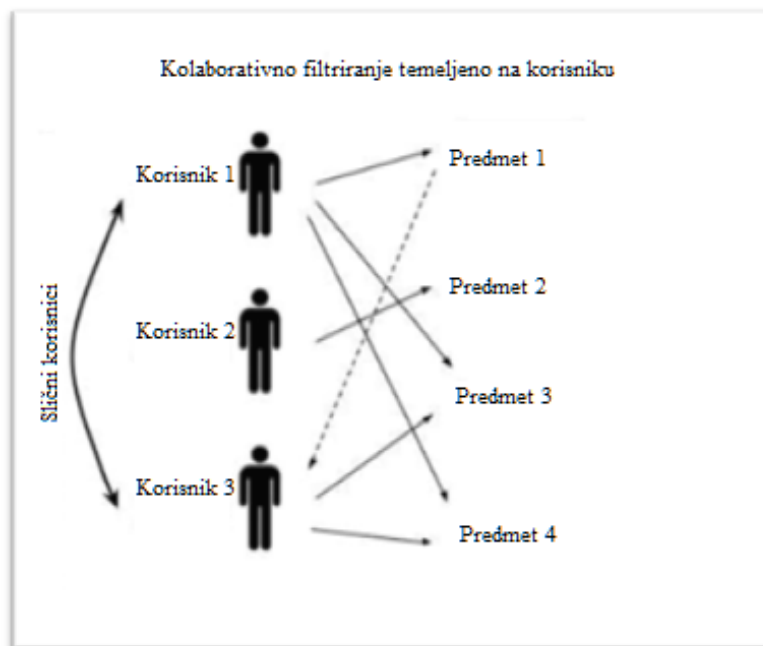 Kolaborativno filtriranje temeljeno na korisniku
Korisnik 1
Predmet 1
Predmet 2
Korisnik 2
Slični korisnici
Predmet 3
Korisnik 3
Predmet 4